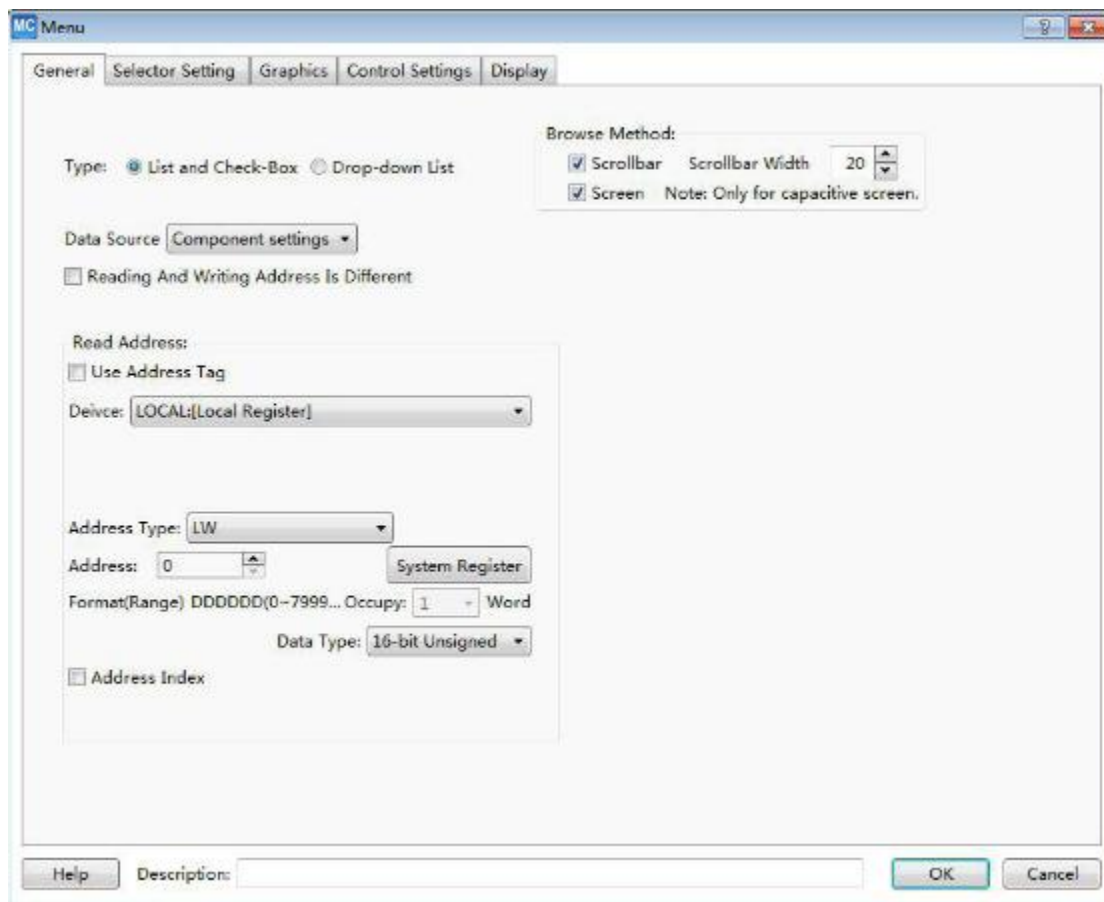 MC Menu
General Selector Setting Graphics Control Settings Display
Browse Method:
Type: List and Check-Box Drop-down List
Scrollbar Scrollbar Width 20
Screen Note: Only for capacitive screen.
Data Source Component settings
Reading And Writing Address Is Different
Read Address:
Use Address Tag
Deivce: LOCAL:[Local Register]
Address Type: LW
Address: 0 System Register
Format(Range) DDDDDD(0~7999... Occupy: 1 Word
Data Type: 16-bit Unsigned
Address Index
Help Description: OK Cancel